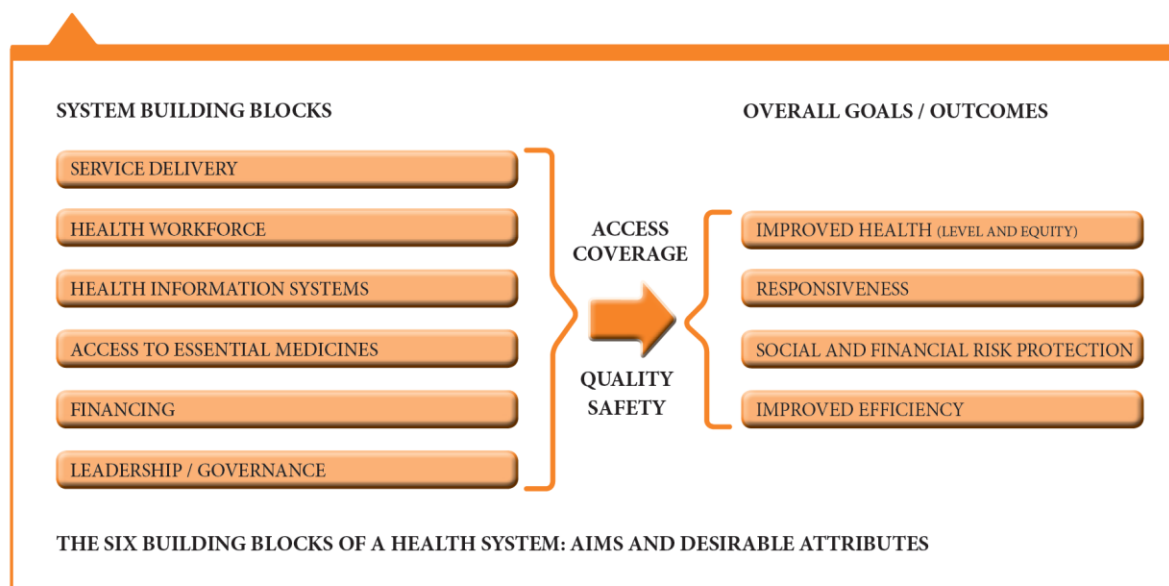 SYSTEM BUILDING BLOCKS
SERVICE DELIVERY
HEALTH WORKFORCE
HEALTH INFORMATION SYSTEMS
ACCESS TO ESSENTIAL MEDICINES
FINANCING
LEADERSHIP / GOVERNANCE
ACCESS
COVERAGE
QUALITY
SAFETY
OVERALL GOALS / OUTCOMES
IMPROVED HEALTH (LEVEL AND EQUITY)
RESPONSIVENESS
SOCIAL AND FINANCIAL RISK PROTECTION
IMPROVED EFFICIENCY
THE SIX BUILDING BLOCKS OF A HEALTH SYSTEM: AIMS AND DESIRABLE ATTRIBUTES